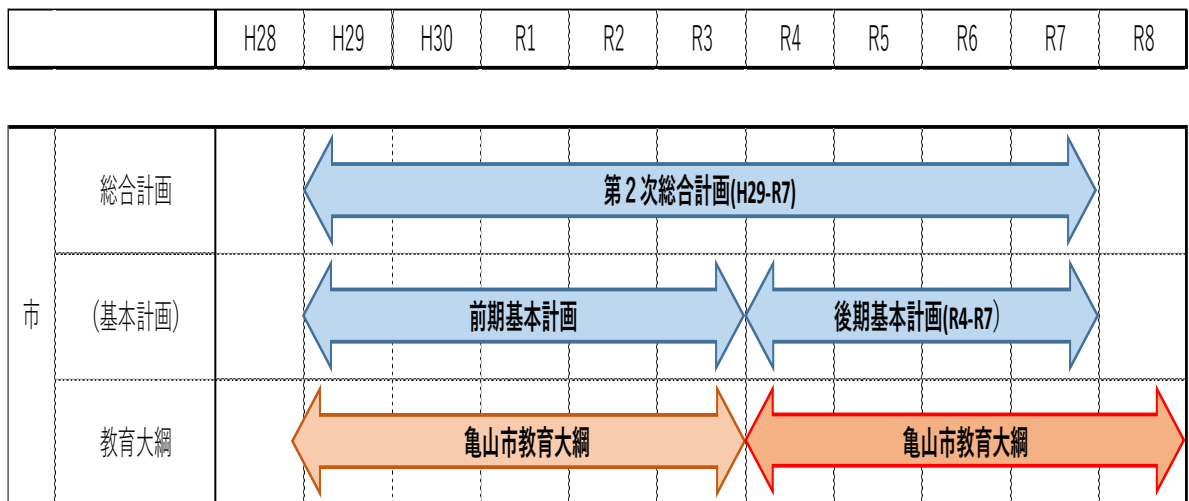 H28 H29 H30 R1 R2 R3 R4 R5 R6 R7 R8
総合計画 第２次総合計画(H29-R7)
市 (基本計画) 前期基本計画 後期基本計画(R4-R7）
教育大綱 亀山市教育大綱 亀山市教育大綱